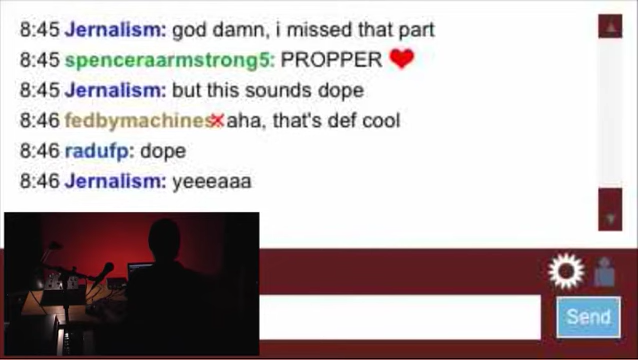 8:45 Jernalism: god damn, i missed that part
8:45 spenceraarmstrong5: PROPPER ❤
8:45 Jernalism: but this sounds dope
8:46 fedbymachines aha, that's def cool
8:46 radufp: dope
8:46 Jernalism: yeeeaaa
Send